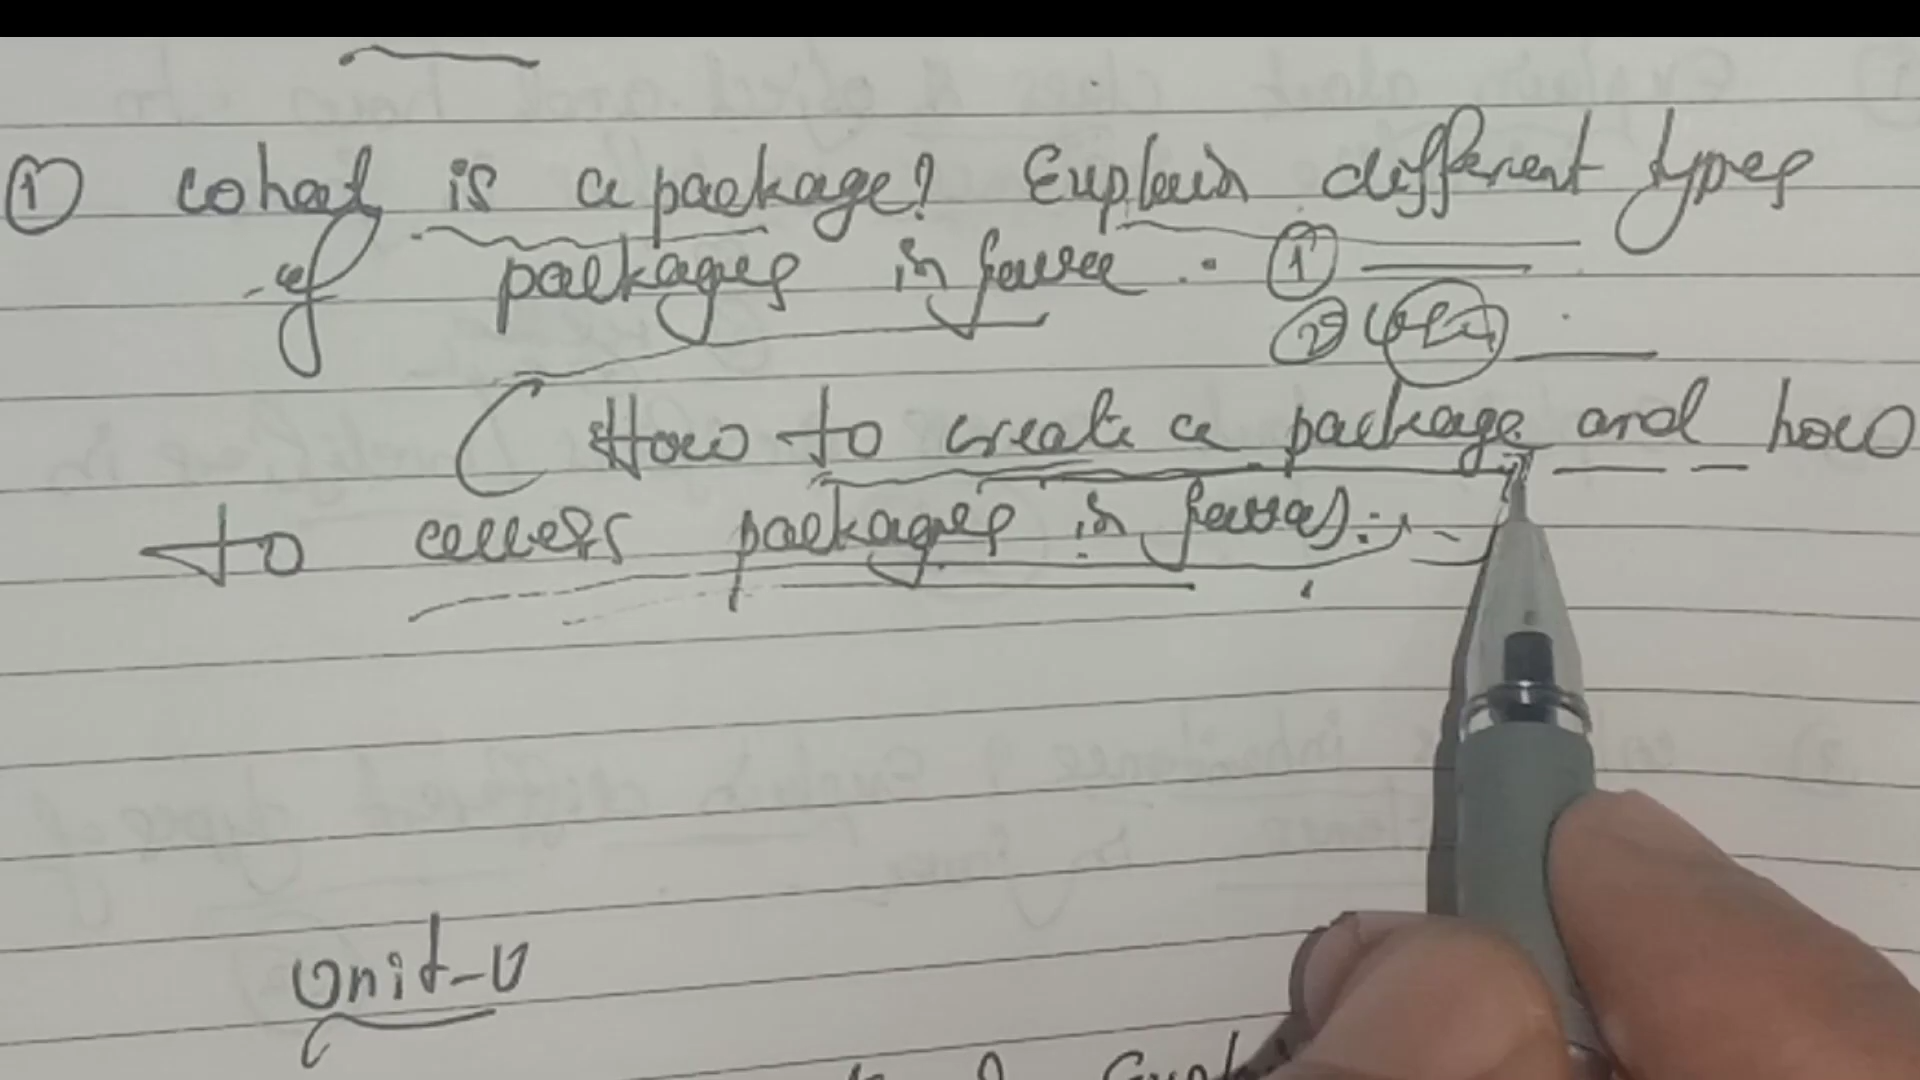 ① What is a package? Explain different types
of packages in Java. ①
②
(How to create a package and how
to access packages in Java).
Unit-V